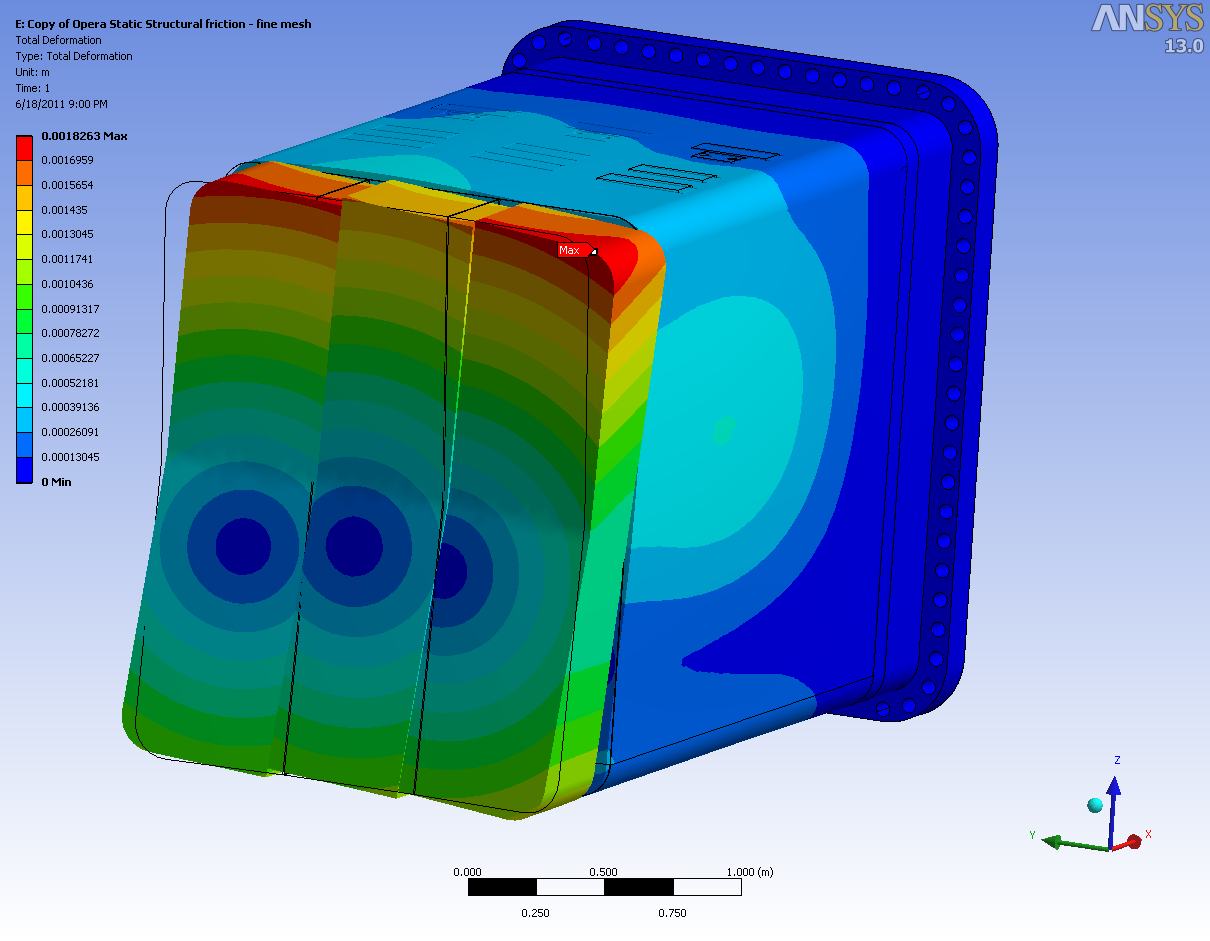 E: Copy of Opera Static Structural friction - fine mesh
Total Deformation
Type: Total Deformation
Unit: m
Time: 1
6/18/2011 9:00 PM
ANSYS
13.0
0.0018263 Max
0.0016959
0.0015654
0.001435
0.0013045
0.0011741
0.0010436
0.00091317
0.00078272
0.00065227
0.00052181
0.00039136
0.00026091
0.00013045
0 Min
Max
Z
Y
X
0.000 0.500 1.000 (m)
0.250 0.750